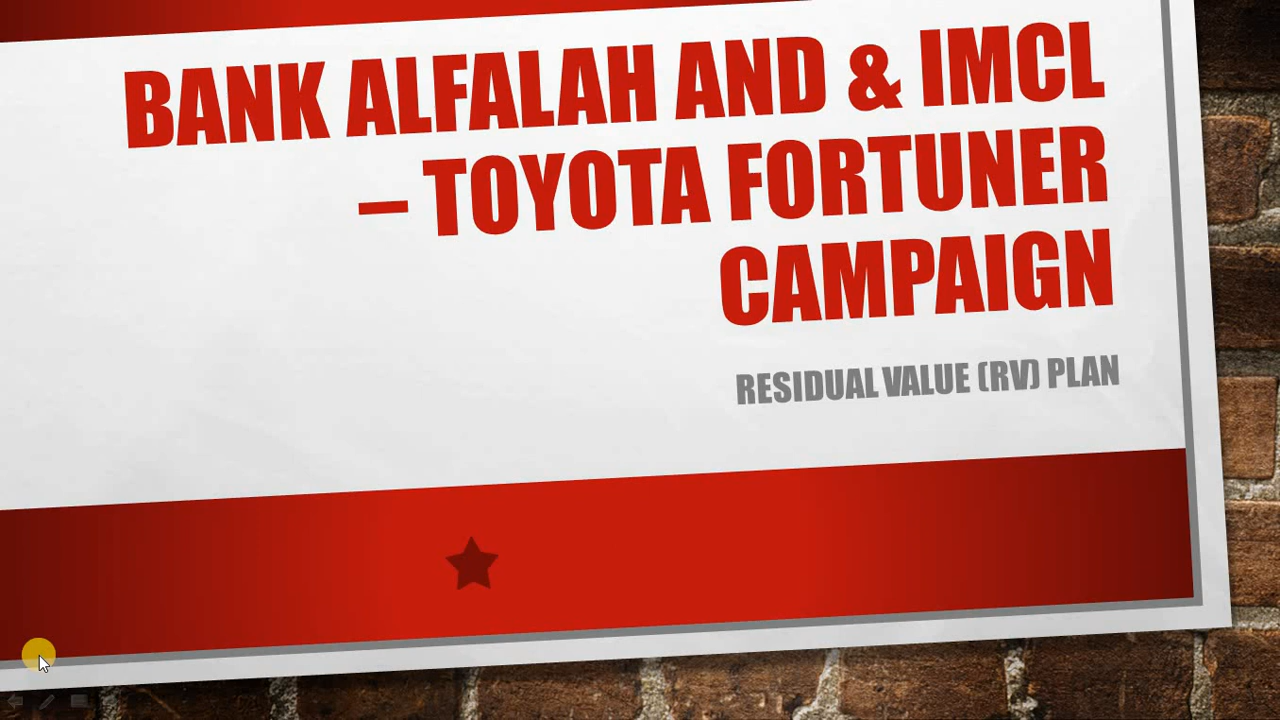 BANK ALFALAH AND & IMCL
– TOYOTA FORTUNER
CAMPAIGN
RESIDUAL VALUE (RV) PLAN